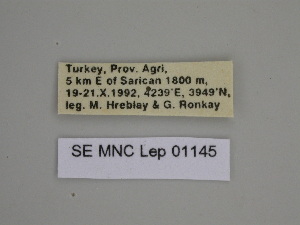 Turkey, Prov. Agri,
5 km E of Sarican 1800 m,
19-21.X.1992, 4239'E, 3949'N,
leg. M. Hreblay & G. Ronkay
SE MNC Lep 01145